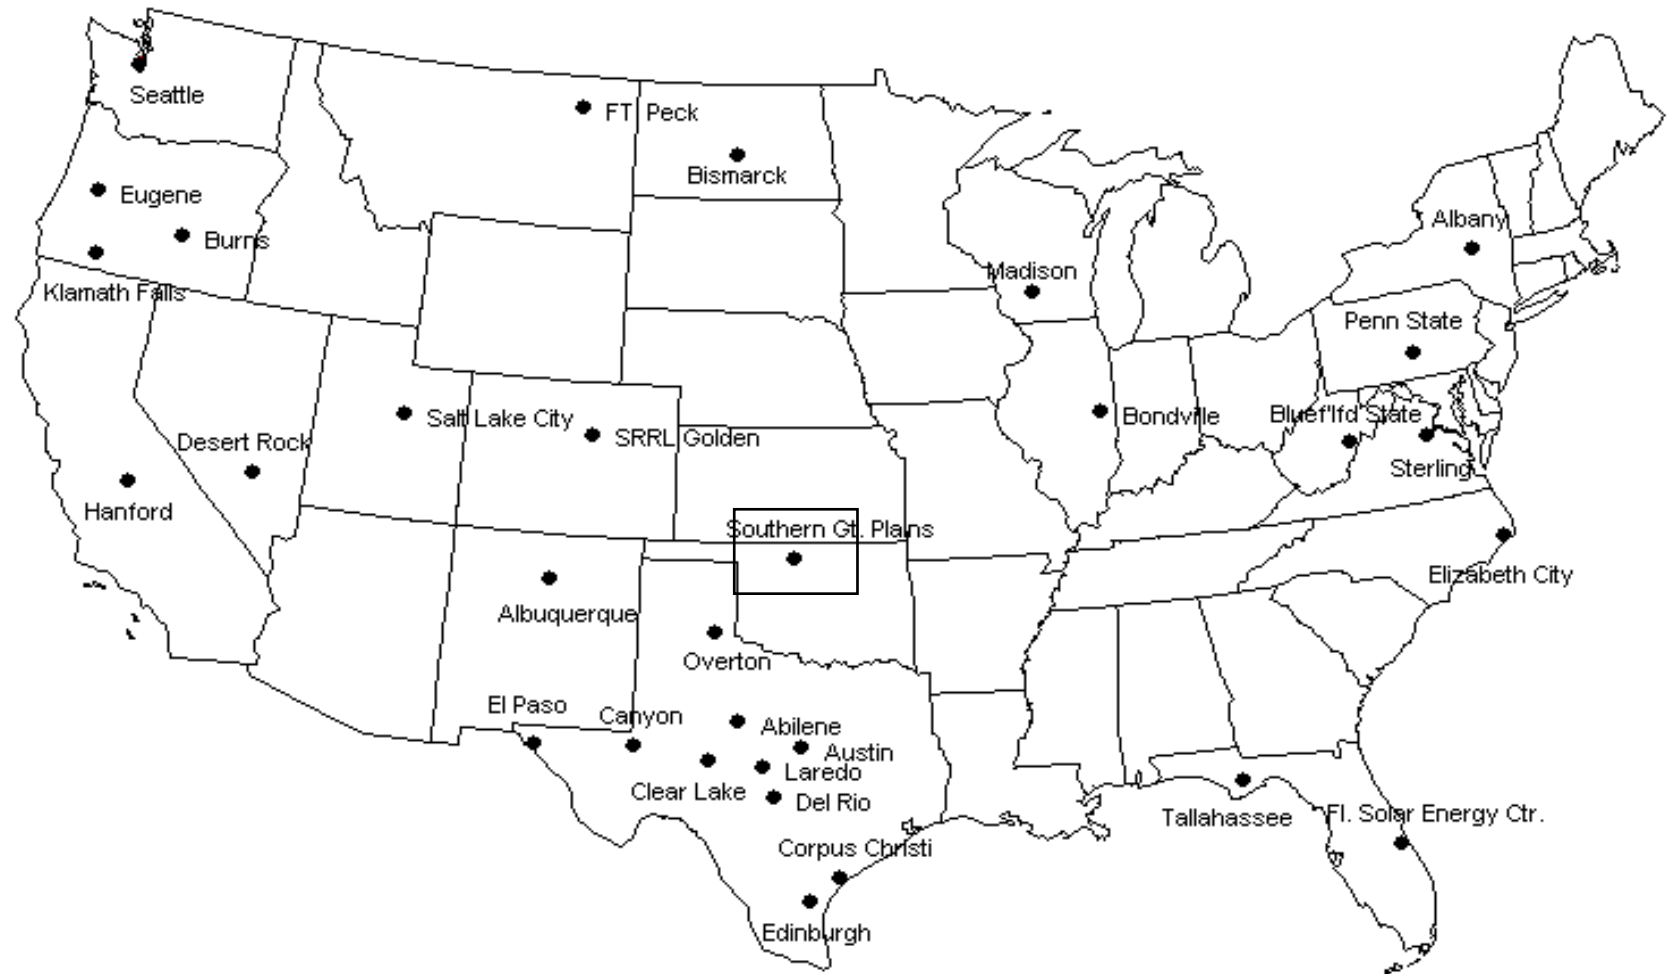 Seattle
FT Peck
Bismarck
Eugene
Burns
Albany
Madison
Klamath Falls
Penn State
Salt Lake City
Bondville
Bluef'lfd State
Desert Rock
SRRL Golden
Sterling
Hanford
Southern Gt. Plains
Elizabeth City
Albuquerque
Overton
El Paso
Canyon
Abilene
Austin
Laredo
Clear Lake
Del Rio
Tallahassee
Fl. Solar Energy Ctr.
Corpus Christi
Edinburgh